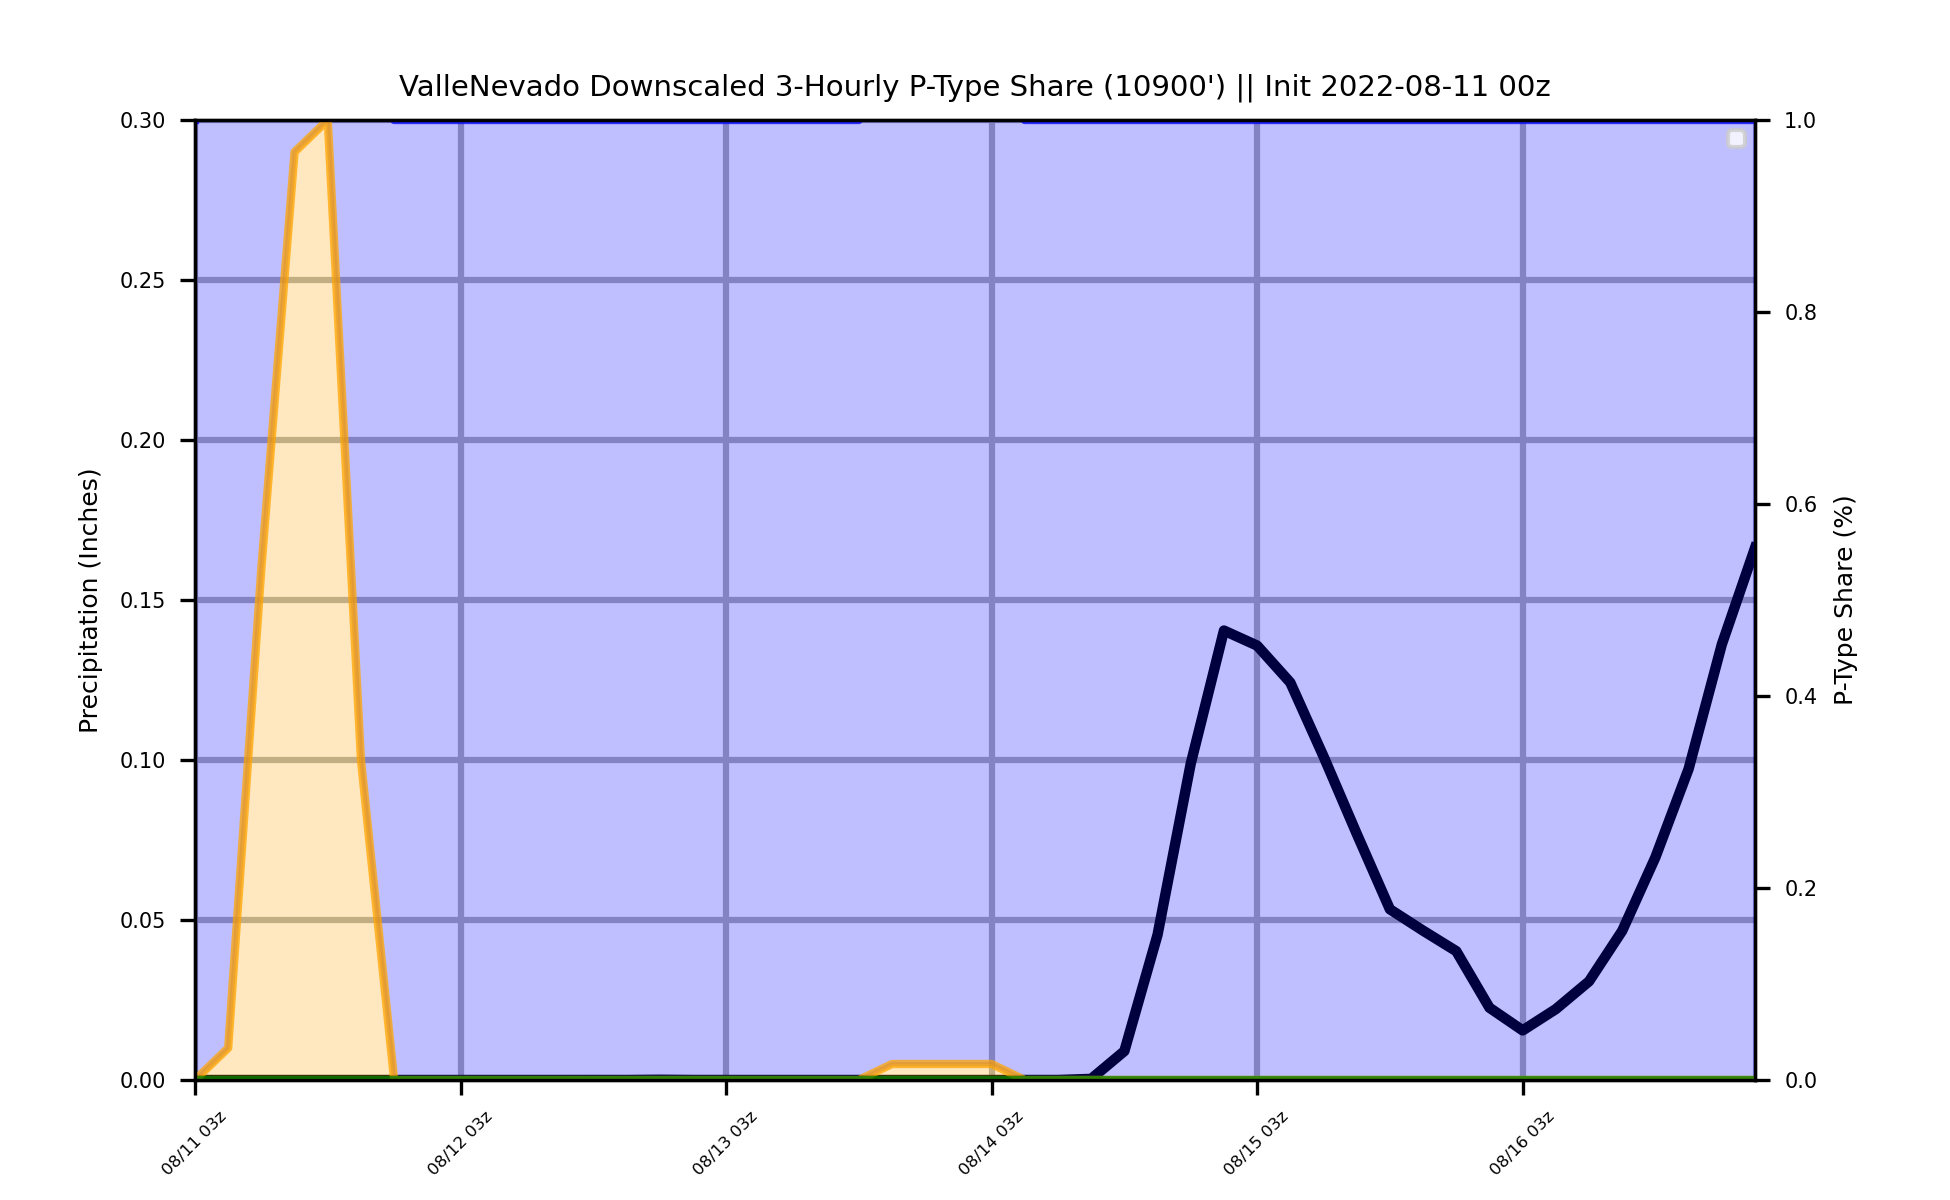 ValleNevado Downscaled 3-Hourly P-Type Share (10900') || Init 2022-08-11 00z
Precipitation (Inches)
0.30
0.25
0.20
0.15
0.10
0.05
0.00
1.0
0.8
0.6
0.4
0.2
0.0
P-Type Share (%)
08/11 03z
08/12 03z
08/13 03z
08/14 03z
08/15 03z
08/16 03z